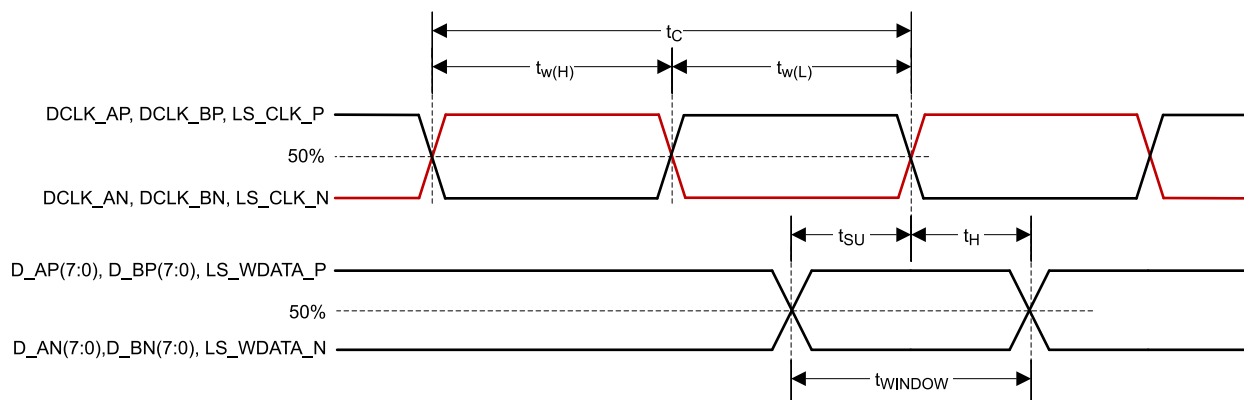 tC
tw(H)
tw(L)
DCLK_AP, DCLK_BP, LS_CLK_P
50%
DCLK_AN, DCLK_BN, LS_CLK_N
tSU
tH
D_AP(7:0), D_BP(7:0), LS_WDATA_P
50%
D_AN(7:0),D_BN(7:0), LS_WDATA_N
tWINDOW